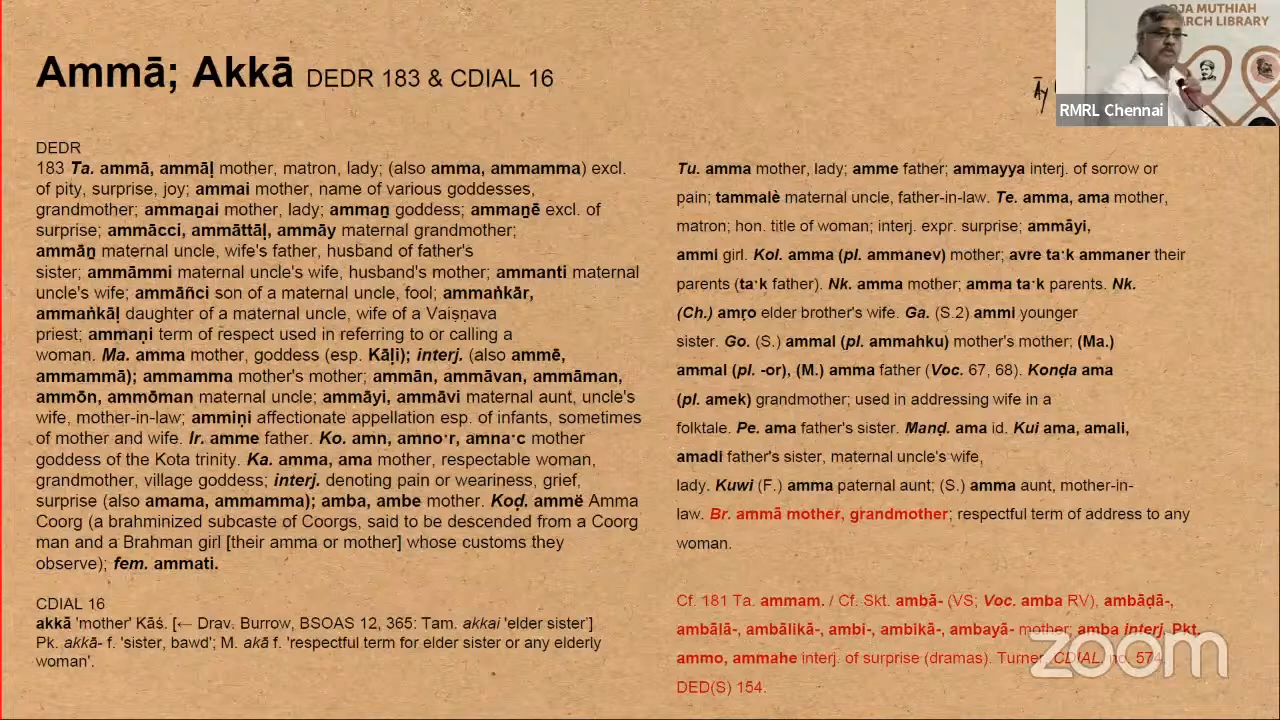 Ammā; Akkā DEDR 183 & CDIAL 16
DEDR
183 Ta. ammā, ammāḷ mother, matron, lady; (also amma, ammamma) excl.
of pity, surprise, joy; ammai mother, name of various goddesses,
grandmother; ammaṉai mother, lady; ammaṉ goddess; ammaṉē excl. of
surprise; ammācci, ammāttāḷ, ammāy maternal grandmother;
ammāṉ maternal uncle, wife's father, husband of father's
sister; ammāmmi maternal uncle's wife, husband's mother; ammanti maternal
uncle's wife; ammāñci son of a maternal uncle, fool; ammaṅkār,
ammaṅkāḷ daughter of a maternal uncle, wife of a Vaiṣṇava
priest; ammaṇi term of respect used in referring to or calling a
woman. Ma. amma mother, goddess (esp. Kāḷi); interj. (also ammē,
ammammā); ammamma mother's mother; ammān, ammāvan, ammāman,
ammōn, ammōman maternal uncle; ammāyi, ammāvi maternal aunt, uncle's
wife, mother-in-law; ammiṇi affectionate appellation esp. of infants, sometimes
of mother and wife. Ir. amme father. Ko. amn, amno·r, amna·c mother
goddess of the Kota trinity. Ka. amma, ama mother, respectable woman,
grandmother, village goddess; interj. denoting pain or weariness, grief,
surprise (also amama, ammamma); amba, ambe mother. Koḍ. ammë Amma
Coorg (a brahminized subcaste of Coorgs, said to be descended from a Coorg
man and a Brahman girl [their amma or mother] whose customs they
observe); fem. ammati.
CDIAL 16
akkā 'mother' Kāś. [← Drav. Burrow, BSOAS 12, 365: Tam. akkai 'elder sister']
Pk. akkā- f. 'sister, bawd'; M. akā f. 'respectful term for elder sister or any elderly
woman'.
Tu. amma mother, lady; amme father; ammayya interj. of sorrow or
pain; tammalè maternal uncle, father-in-law. Te. amma, ama mother,
matron; hon. title of woman; interj. expr. surprise; ammāyi,
ammi girl. Kol. amma (pl. ammanev) mother; avre ta·k ammaner their
parents (ta·k father). Nk. amma mother; amma ta·k parents. Nk.
(Ch.) amṛo elder brother's wife. Ga. (S.2) ammi younger
sister. Go. (S.) ammal (pl. ammahku) mother's mother; (Ma.)
ammal (pl. -or), (M.) amma father (Voc. 67, 68). Konḍa ama
(pl. amek) grandmother; used in addressing wife in a
folktale. Pe. ama father's sister. Manḍ. ama id. Kui ama, amali,
amadi father's sister, maternal uncle's wife,
lady. Kuwi (F.) amma paternal aunt; (S.) amma aunt, mother-in-
law. Br. ammā mother, grandmother; respectful term of address to any
woman.
Cf. 181 Ta. ammam. / Cf. Skt. ambā- (VS; Voc. amba RV), ambāḍā-,
ambālā-, ambālikā-, ambi-, ambikā-, ambayā- mother; amba interj. Pkt.
ammo, ammahe interj. of surprise (dramas). Turner, CDIAL, no. 574.
DED(S) 154.
Āy
OJA MUTHIAH
ARCH LIBRARY
RMRL Chennai
zoom